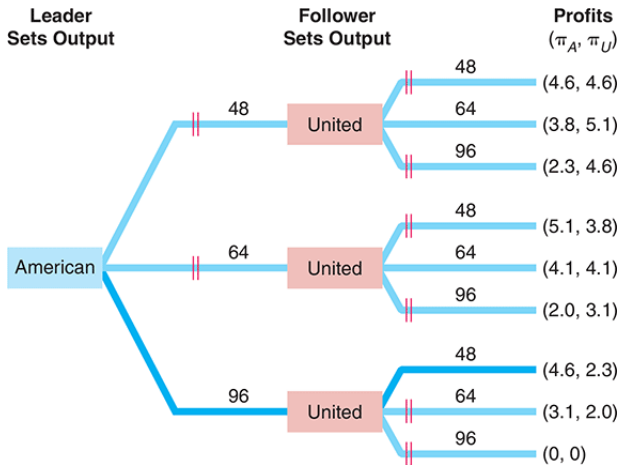 Leader
Sets Output
Follower
Sets Output
Profits
(πA, πU)
48
(4.6, 4.6)
48
United
64
(3.8, 5.1)
96
(2.3, 4.6)
48
(5.1, 3.8)
American
64
United
64
(4.1, 4.1)
96
(2.0, 3.1)
48
(4.6, 2.3)
96
United
64
(3.1, 2.0)
96
(0, 0)